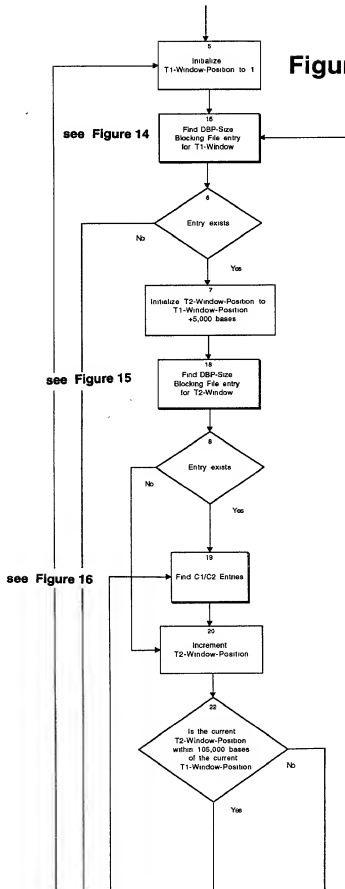 5
Initialize
T1-Window-Position to 1
Figur
see Figure 14
Find DBP-Size
Blocking File entry
for T1-Window
6
Entry exists
No
Yes
7
Initialize T2-Window-Position to
T1-Window-Position
+5,000 bases
see Figure 15
18
Find DBP-Size
Blocking File entry
for T2-Window
8
Entry exists
No
Yes
see Figure 16
19
Find C1/C2 Entries
20
Increment
T2-Window-Position
22
Is the current
T2-Window-Position
within 105,000 bases
of the current
T1-Window-Position
No
Yes